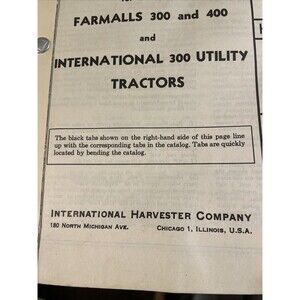 for
FARMALLS 300 and 400
and
INTERNATIONAL 300 UTILITY
TRACTORS
The black tabs shown on the right-hand side of this page line
up with the corresponding tabs in the catalog. Tabs are quickly
located by bending the catalog.
INTERNATIONAL HARVESTER COMPANY
180 NORTH MICHIGAN AVE. CHICAGO 1, ILLINOIS, U.S.A.